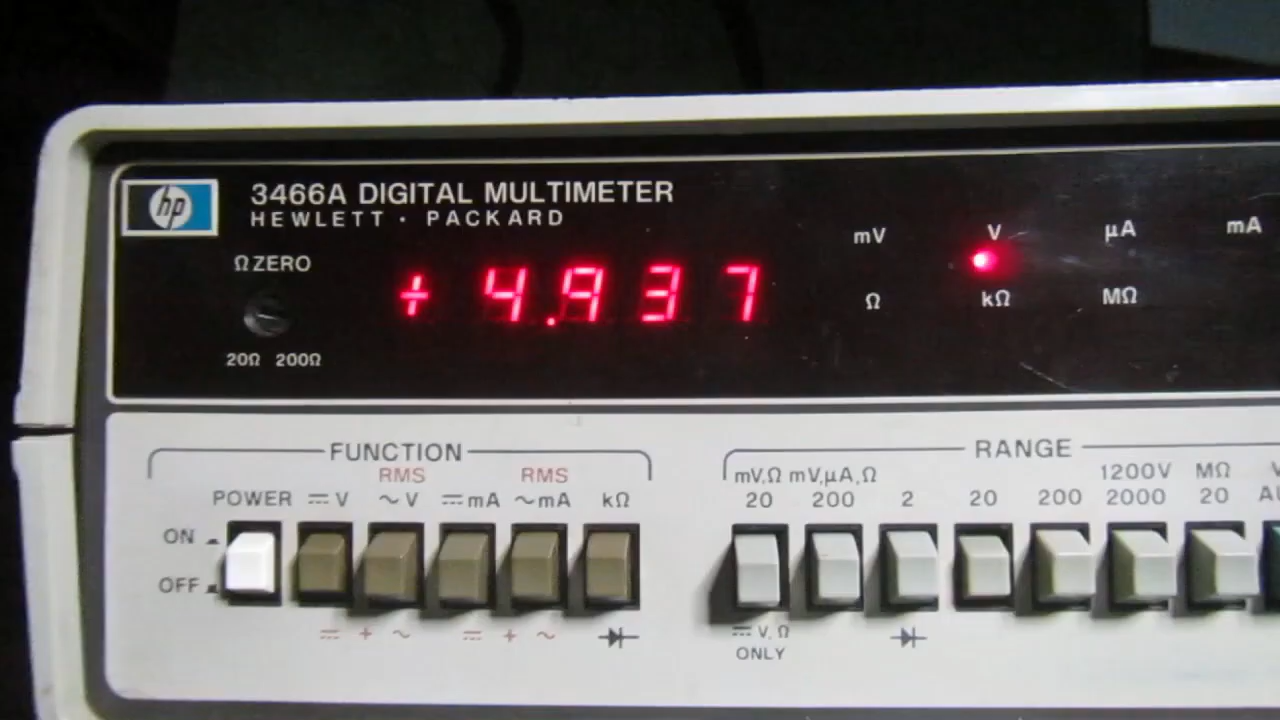 hp
3466A DIGITAL MULTIMETER
HEWLETT · PACKARD
Ω ZERO
20Ω 200Ω
+ 4.937
mV V µA mA
Ω kΩ MΩ
FUNCTION
RMS RMS
POWER ⎓ V ~ V ⎓ mA ~ mA kΩ
ON
OFF
⎓ + ~ ⎓ + ~
RANGE
mV,Ω mV,µA,Ω 1200V MΩ
20 200 2 20 200 2000 20
⎓ V, Ω
ONLY